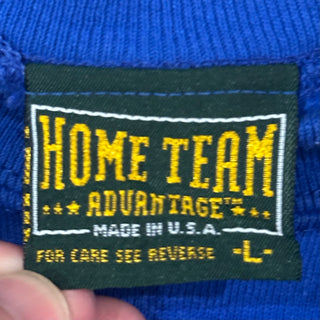 HOME TEAM
★★ ADVANTAGE™ ★★
MADE IN U.S.A.
FOR CARE SEE REVERSE -L-